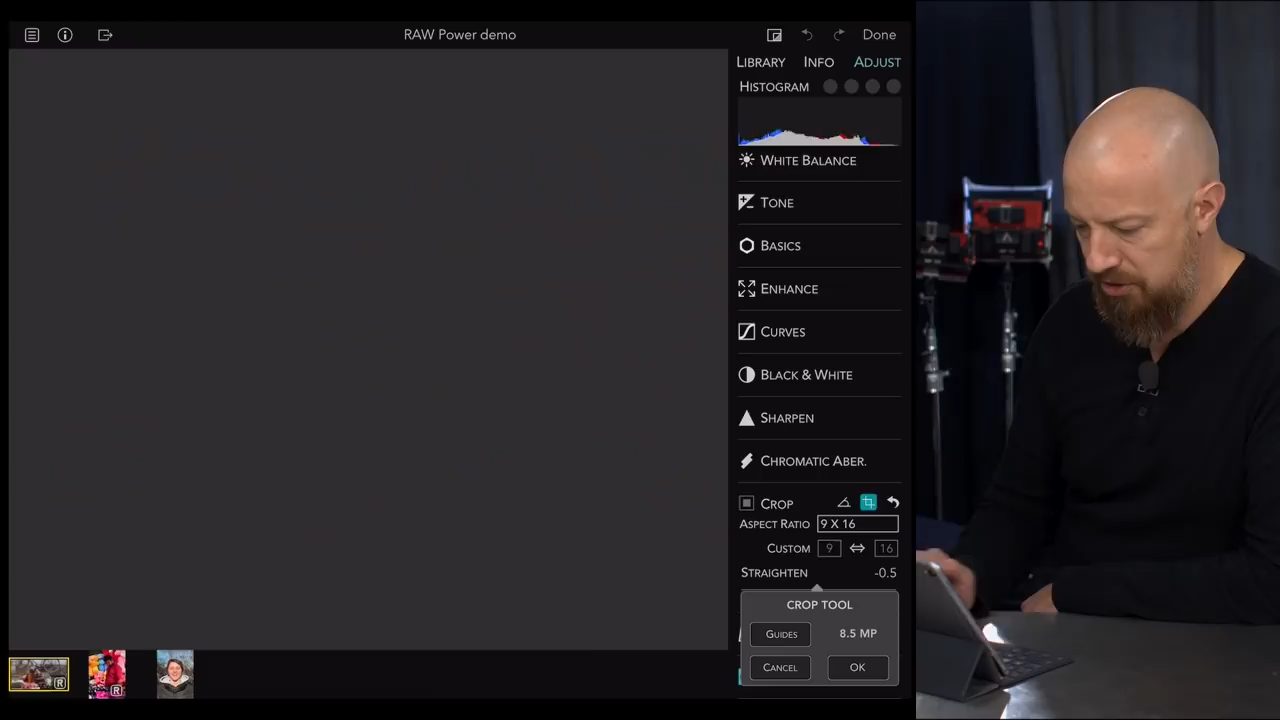 RAW Power demo
Done
LIBRARY INFO ADJUST
HISTOGRAM
WHITE BALANCE
TONE
BASICS
ENHANCE
CURVES
BLACK & WHITE
SHARPEN
CHROMATIC ABER.
CROP
ASPECT RATIO 9 X 16
CUSTOM 9 16
STRAIGHTEN -0.5
CROP TOOL
GUIDES 8.5 MP
CANCEL OK
R
R